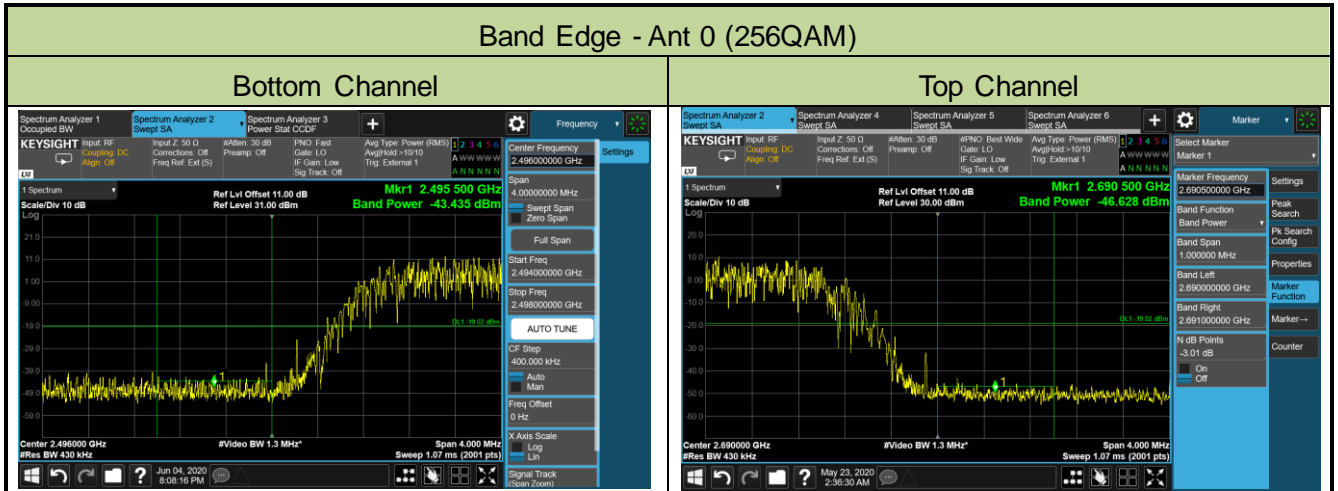 Band Edge - Ant 0 (256QAM)
Bottom Channel
Top Channel
Spectrum Analyzer 1
Occupied BW
Spectrum Analyzer 2
Swept SA
Spectrum Analyzer 3
Power Stat CCDF
+
Frequency
KEYSIGHT
Input: RF
Coupling: DC
Align: Off
Input Z: 50 Ω
Corrections: Off
Freq Ref: Ext (S)
#Atten: 30 dB
Preamp: Off
PNO: Fast
Gate: LO
IF Gain: Low
Sig Track: Off
Avg Type: Power (RMS)
Avg|Hold:>10/10
Trig: External 1
1 2 3 4 5 6
A W W W W W
A N N N N N
LXI
1 Spectrum
Scale/Div 10 dB
Log
Ref Lvl Offset 11.00 dB
Ref Level 31.00 dBm
Mkr1 2.495 500 GHz
Band Power -43.435 dBm
21.0
11.0
1.00
-9.00
-19.0
-29.0
-39.0
-49.0
-59.0
DL1 -19.02 dBm
1
Center 2.496000 GHz
#Res BW 430 kHz
#Video BW 1.3 MHz*
Span 4.000 MHz
Sweep 1.07 ms (2001 pts)
Center Frequency
2.496000000 GHz
Settings
Span
4.00000000 MHz
Swept Span
Zero Span
Full Span
Start Freq
2.494000000 GHz
Stop Freq
2.498000000 GHz
AUTO TUNE
CF Step
400.000 kHz
Auto
Man
Freq Offset
0 Hz
X Axis Scale
Log
Lin
Signal Track
(Span Zoom)
?
Jun 04, 2020
8:08:16 PM
Spectrum Analyzer 2
Swept SA
Spectrum Analyzer 4
Swept SA
Spectrum Analyzer 5
Swept SA
Spectrum Analyzer 6
Swept SA
+
Marker
KEYSIGHT
Input: RF
Coupling: DC
Align: Off
Input Z: 50 Ω
Corrections: Off
Freq Ref: Ext (S)
#Atten: 30 dB
Preamp: Off
#PNO: Best Wide
Gate: LO
IF Gain: Low
Sig Track: Off
Avg Type: Power (RMS)
Avg|Hold:>10/10
Trig: External 1
1 2 3 4 5 6
A W W W W W
A N N N N N
LXI
1 Spectrum
Scale/Div 10 dB
Log
Ref Lvl Offset 11.00 dB
Ref Level 30.00 dBm
Mkr1 2.690 500 GHz
Band Power -46.628 dBm
20.0
10.0
0.00
-10.0
-20.0
-30.0
-40.0
-50.0
-60.0
DL1 -19.02 dBm
1
Center 2.690000 GHz
#Res BW 430 kHz
#Video BW 1.3 MHz*
Span 4.000 MHz
Sweep 1.07 ms (2001 pts)
Select Marker
Marker 1
Marker Frequency
2.690500000 GHz
Band Function
Band Power
Band Span
1.000000 MHz
Band Left
2.690000000 GHz
Band Right
2.691000000 GHz
N dB Points
-3.01 dB
On
Off
Settings
Peak
Search
Pk Search
Config
Properties
Marker
Function
Marker→
Counter
?
May 23, 2020
2:36:30 AM